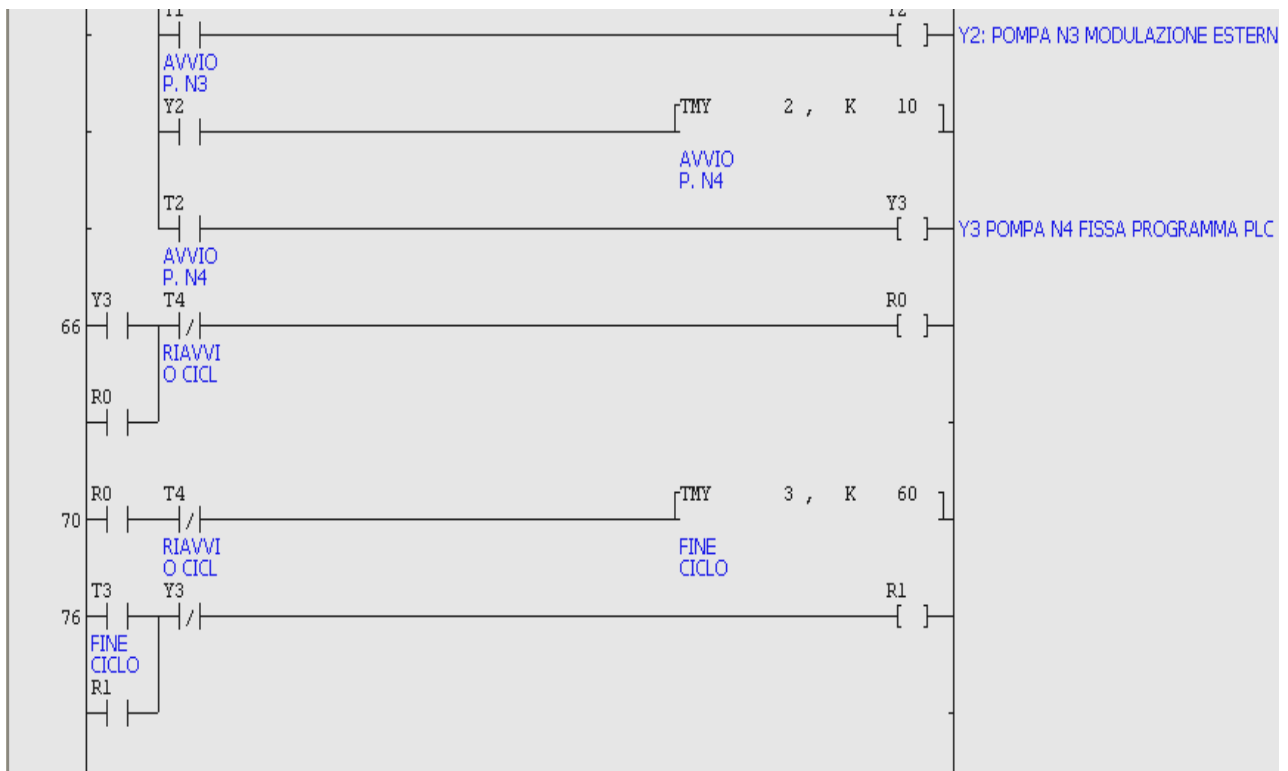 T1 Y2
Y2: POMPA N3 MODULAZIONE ESTERN
AVVIO
P. N3
Y2 TMY 2 , K 10
AVVIO
P. N4
T2 Y3
Y3 POMPA N4 FISSA PROGRAMMA PLC
AVVIO
P. N4
Y3 T4 R0
66
RIAVVI
O CICL
R0
R0 T4 TMY 3 , K 60
70
RIAVVI
O CICL
FINE
CICLO
T3 Y3 R1
76
FINE
CICLO
R1